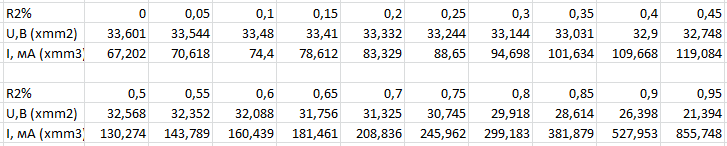 R2% 0 0,05 0,1 0,15 0,2 0,25 0,3 0,35 0,4 0,45
U,В (xmm2) 33,601 33,544 33,48 33,41 33,332 33,244 33,144 33,031 32,9 32,748
I, мА (xmm3) 67,202 70,618 74,4 78,612 83,329 88,65 94,698 101,634 109,668 119,084
R2% 0,5 0,55 0,6 0,65 0,7 0,75 0,8 0,85 0,9 0,95
U,В (xmm2) 32,568 32,352 32,088 31,756 31,325 30,745 29,918 28,614 26,398 21,394
I, мА (xmm3) 130,274 143,789 160,439 181,461 208,836 245,962 299,183 381,879 527,953 855,748